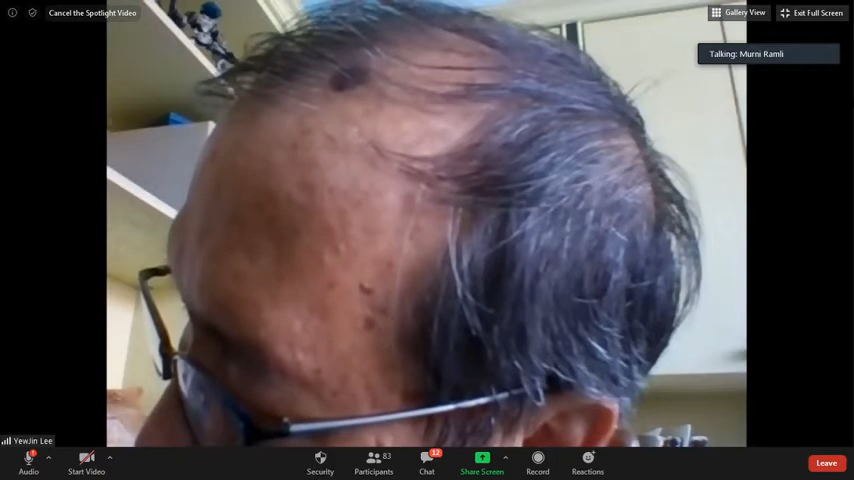 Cancel the Spotlight Video
Gallery View
Exit Full Screen
Talking: Murni Ramli
YewJin Lee
Audio
Start Video
Security
83
Participants
12
Chat
Share Screen
Record
Reactions
Leave